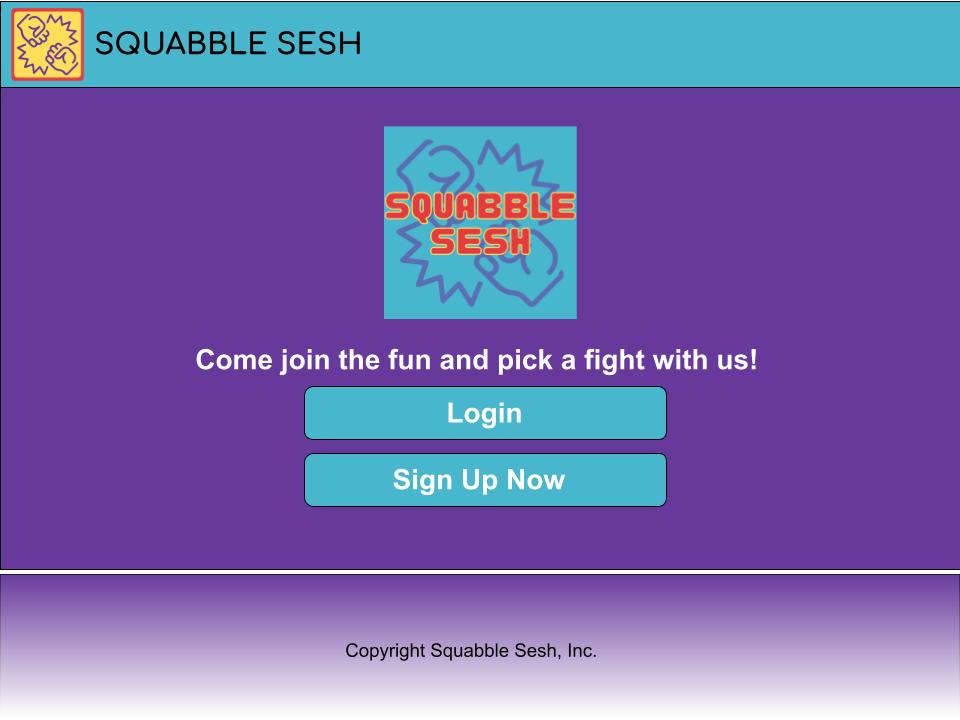 SQUABBLE SESH
SQUABBLE
SESH
Come join the fun and pick a fight with us!
Login
Sign Up Now
Copyright Squabble Sesh, Inc.